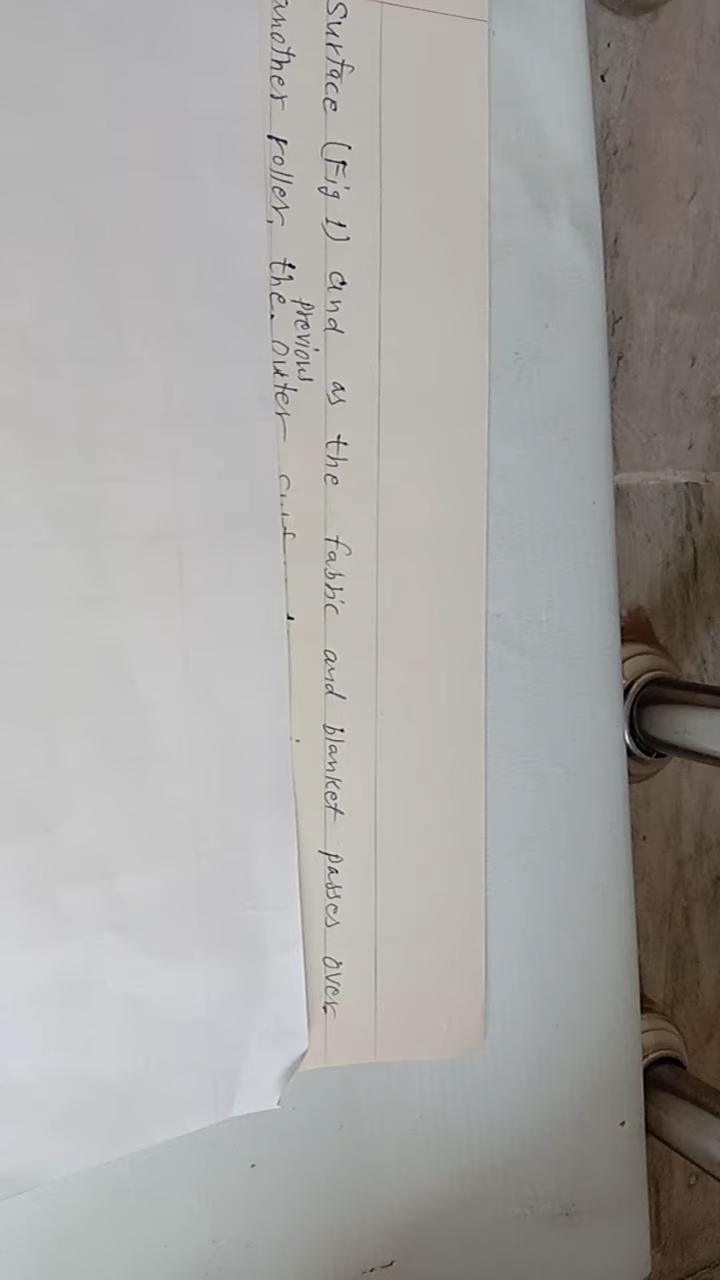 surface (Fig 1) and as the fabric and blanket passes over
another roller, the previous outer